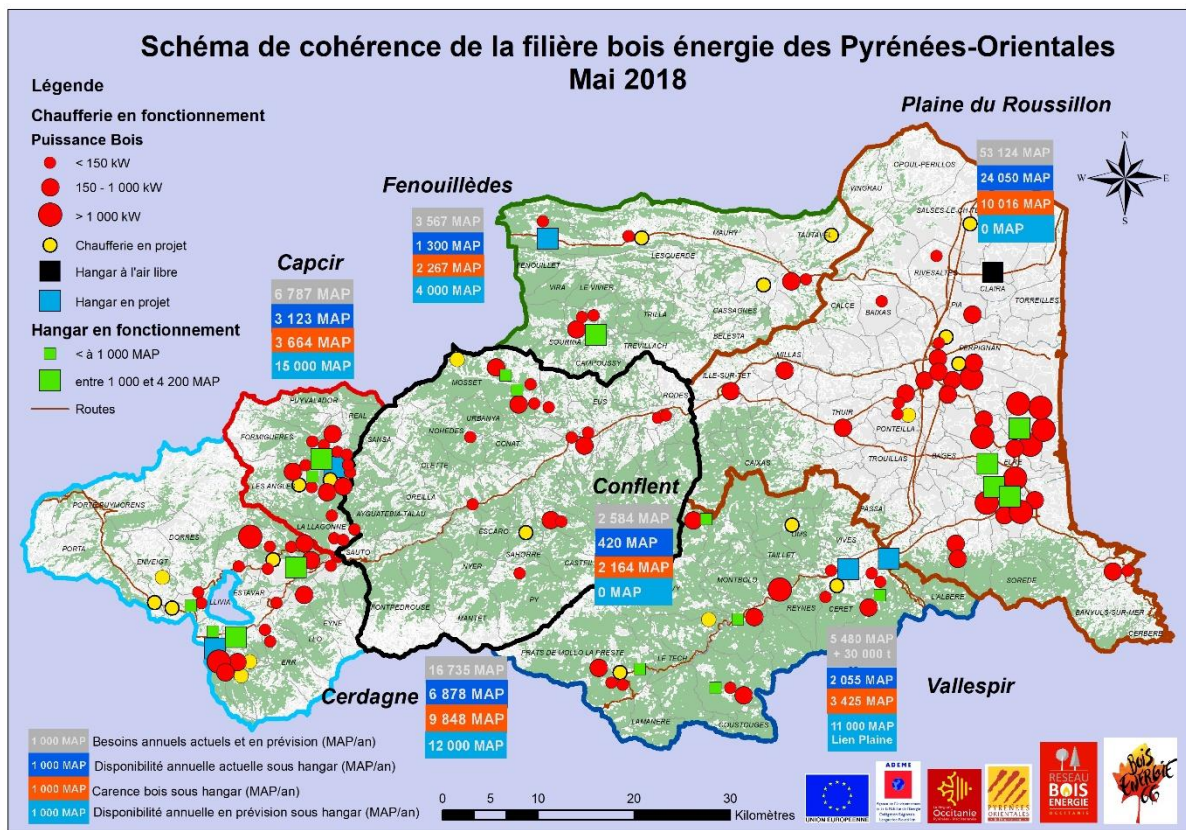 Schéma de cohérence de la filière bois énergie des Pyrénées-Orientales
Mai 2018
Légende
Chaufferie en fonctionnement
Puissance Bois
< 150 kW
150 - 1 000 kW
> 1 000 kW
Chaufferie en projet
Hangar à l'air libre
Hangar en projet
Hangar en fonctionnement
< à 1 000 MAP
entre 1 000 et 4 200 MAP
Routes
Plaine du Roussillon
53 124 MAP
24 050 MAP
10 016 MAP
0 MAP
N
W
E
S
Fenouillèdes
3 567 MAP
1 300 MAP
2 267 MAP
4 000 MAP
Capcir
6 787 MAP
3 123 MAP
3 664 MAP
15 000 MAP
Conflent
2 584 MAP
420 MAP
2 164 MAP
0 MAP
Cerdagne
16 735 MAP
6 878 MAP
9 848 MAP
12 000 MAP
Vallespir
5 480 MAP
+ 30 000 t
2 055 MAP
3 425 MAP
11 000 MAP
Lien Plaine
OPOUL-PERILLOS
VINGRAU
SALSES-LE-CHATE
TAUTAVEL
MAURY
LESQUERDE
FENOUILLET
VIRA
LE VIVIER
TRILLA
CASSAGNES
SOURNIA
TREVILLACH
CAMPOUSSY
BELESTA
RIVESALTES
CLAIRA
TORREILLES
PIA
CALCE
BAIXAS
PERPIGNAN
MILLAS
ILLE-SUR-TET
RODES
THUIR
PONTEILLA
TROUILLAS
BAGES
ELNE
CAIXAS
PASSA
MOSSET
URBANYA
EUS
NOHEDES
CONAT
OLETTE
PUYVALADOR
REAL
SANSA
FORMIGUERES
LES ANGLES
LA LLAGONNE
AYGUATEBIA-TALAU
OREILLA
SAUTO
ESCARO
SAHORRE
NYER
PY
FONTPEDROUSE
MANTET
PORTE-PUYMORENS
PORTA
DORRES
ENVEIGT
ESTAVAR
LLIVIA
EYNE
LLO
ERR
OMS
VIVES
TAILLET
MONTBOLO
REYNES
CERET
L'ALBERE
SOREDE
BANYULS-SUR-MER
CERBERE
PRATS-DE-MOLLO-LA-PRESTE
LE TECH
LAMANERE
COUSTOUGES
1 000 MAP Besoins annuels actuels et en prévision (MAP/an)
1 000 MAP Disponibilité annuelle actuelle sous hangar (MAP/an)
1 000 MAP Carence bois sous hangar (MAP/an)
1 000 MAP Disponibilité annuelle en prévision sous hangar (MAP/an)
0 5 10 20 30
Kilomètres
UNION EUROPEENNE
ADEME
Occitanie
PYRÉNÉES
ORIENTALES
RESEAU
BOIS
ENERGIE
OCCITANIE
BOIS
ENERGIE
66